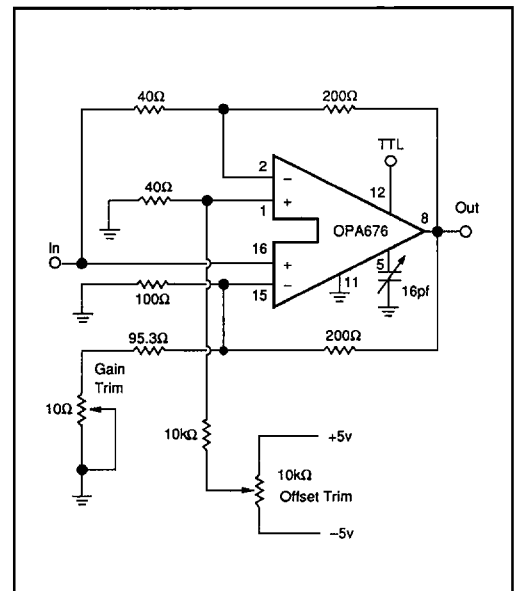 40Ω
200Ω
TTL
2
−
12
40Ω
+
1
8
Out
OPA676
In
16
+
5
100Ω
−
15
11
16pf
95.3Ω
200Ω
Gain
Trim
10Ω
10kΩ
+5v
10kΩ
Offset Trim
−5v